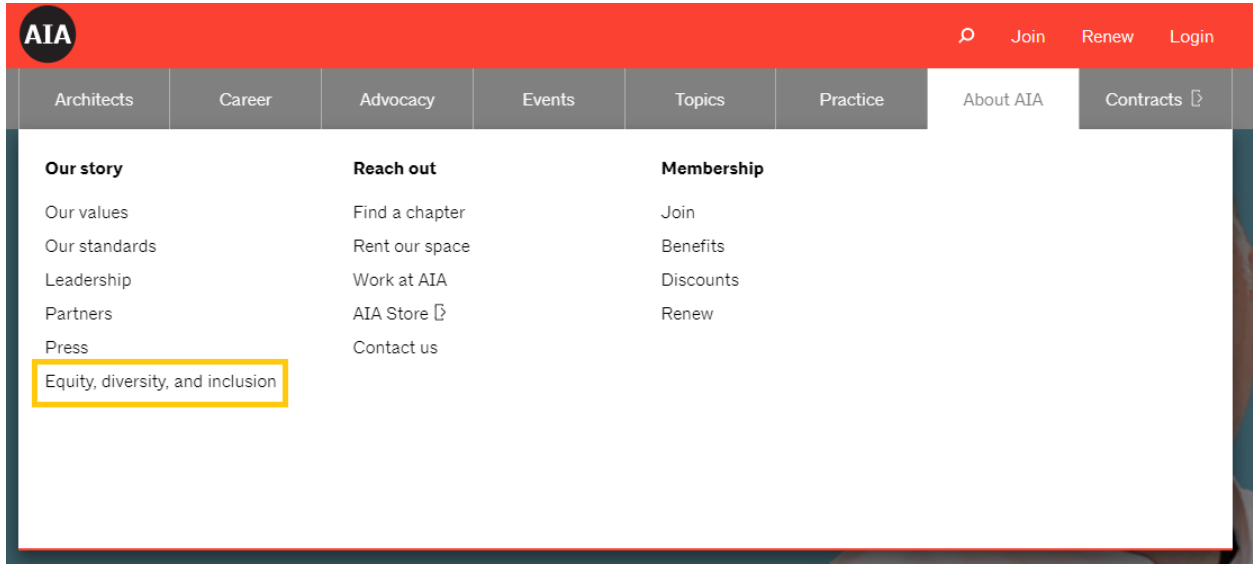 AIA
Join Renew Login
Architects Career Advocacy Events Topics Practice About AIA Contracts
Our story
Our values
Our standards
Leadership
Partners
Press
Equity, diversity, and inclusion
Reach out
Find a chapter
Rent our space
Work at AIA
AIA Store
Contact us
Membership
Join
Benefits
Discounts
Renew